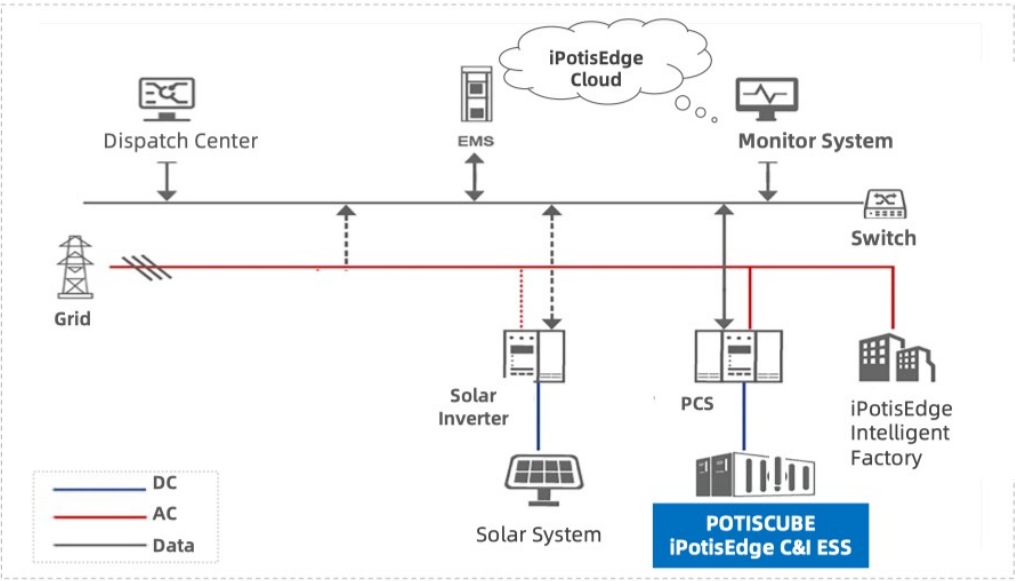 iPotisEdge
Cloud
Dispatch Center
EMS
Monitor System
Switch
Grid
Solar
Inverter
PCS
iPotisEdge
Intelligent
Factory
DC
AC
Data
Solar System
POTISCUBE
iPotisEdge C&I ESS